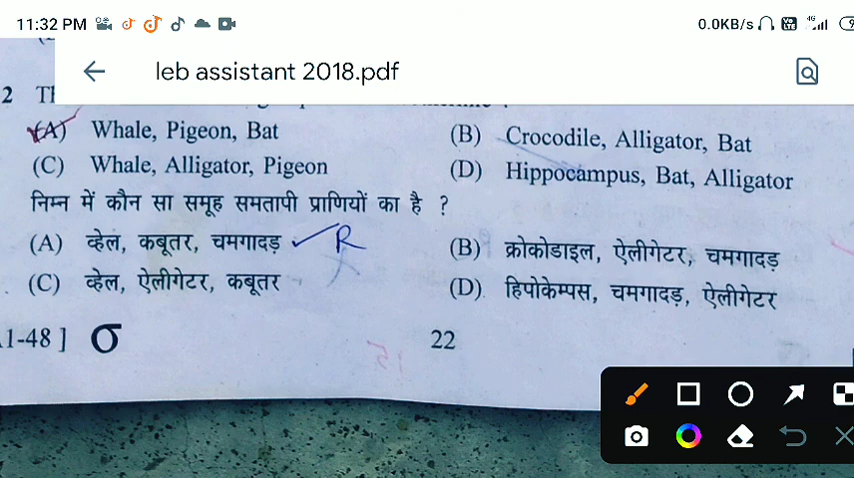 11:32 PM 0.0KB/s
leb assistant 2018.pdf
2
(A) Whale, Pigeon, Bat (B) Crocodile, Alligator, Bat
(C) Whale, Alligator, Pigeon (D) Hippocampus, Bat, Alligator
निम्न में कौन सा समूह समतापी प्राणियों का है ?
(A) व्हेल, कबूतर, चमगादड़ R (B) क्रोकोडाइल, ऐलीगेटर, चमगादड़
(C) व्हेल, ऐलीगेटर, कबूतर (D) हिपोकेम्पस, चमगादड़, ऐलीगेटर
1-48 ] σ 22